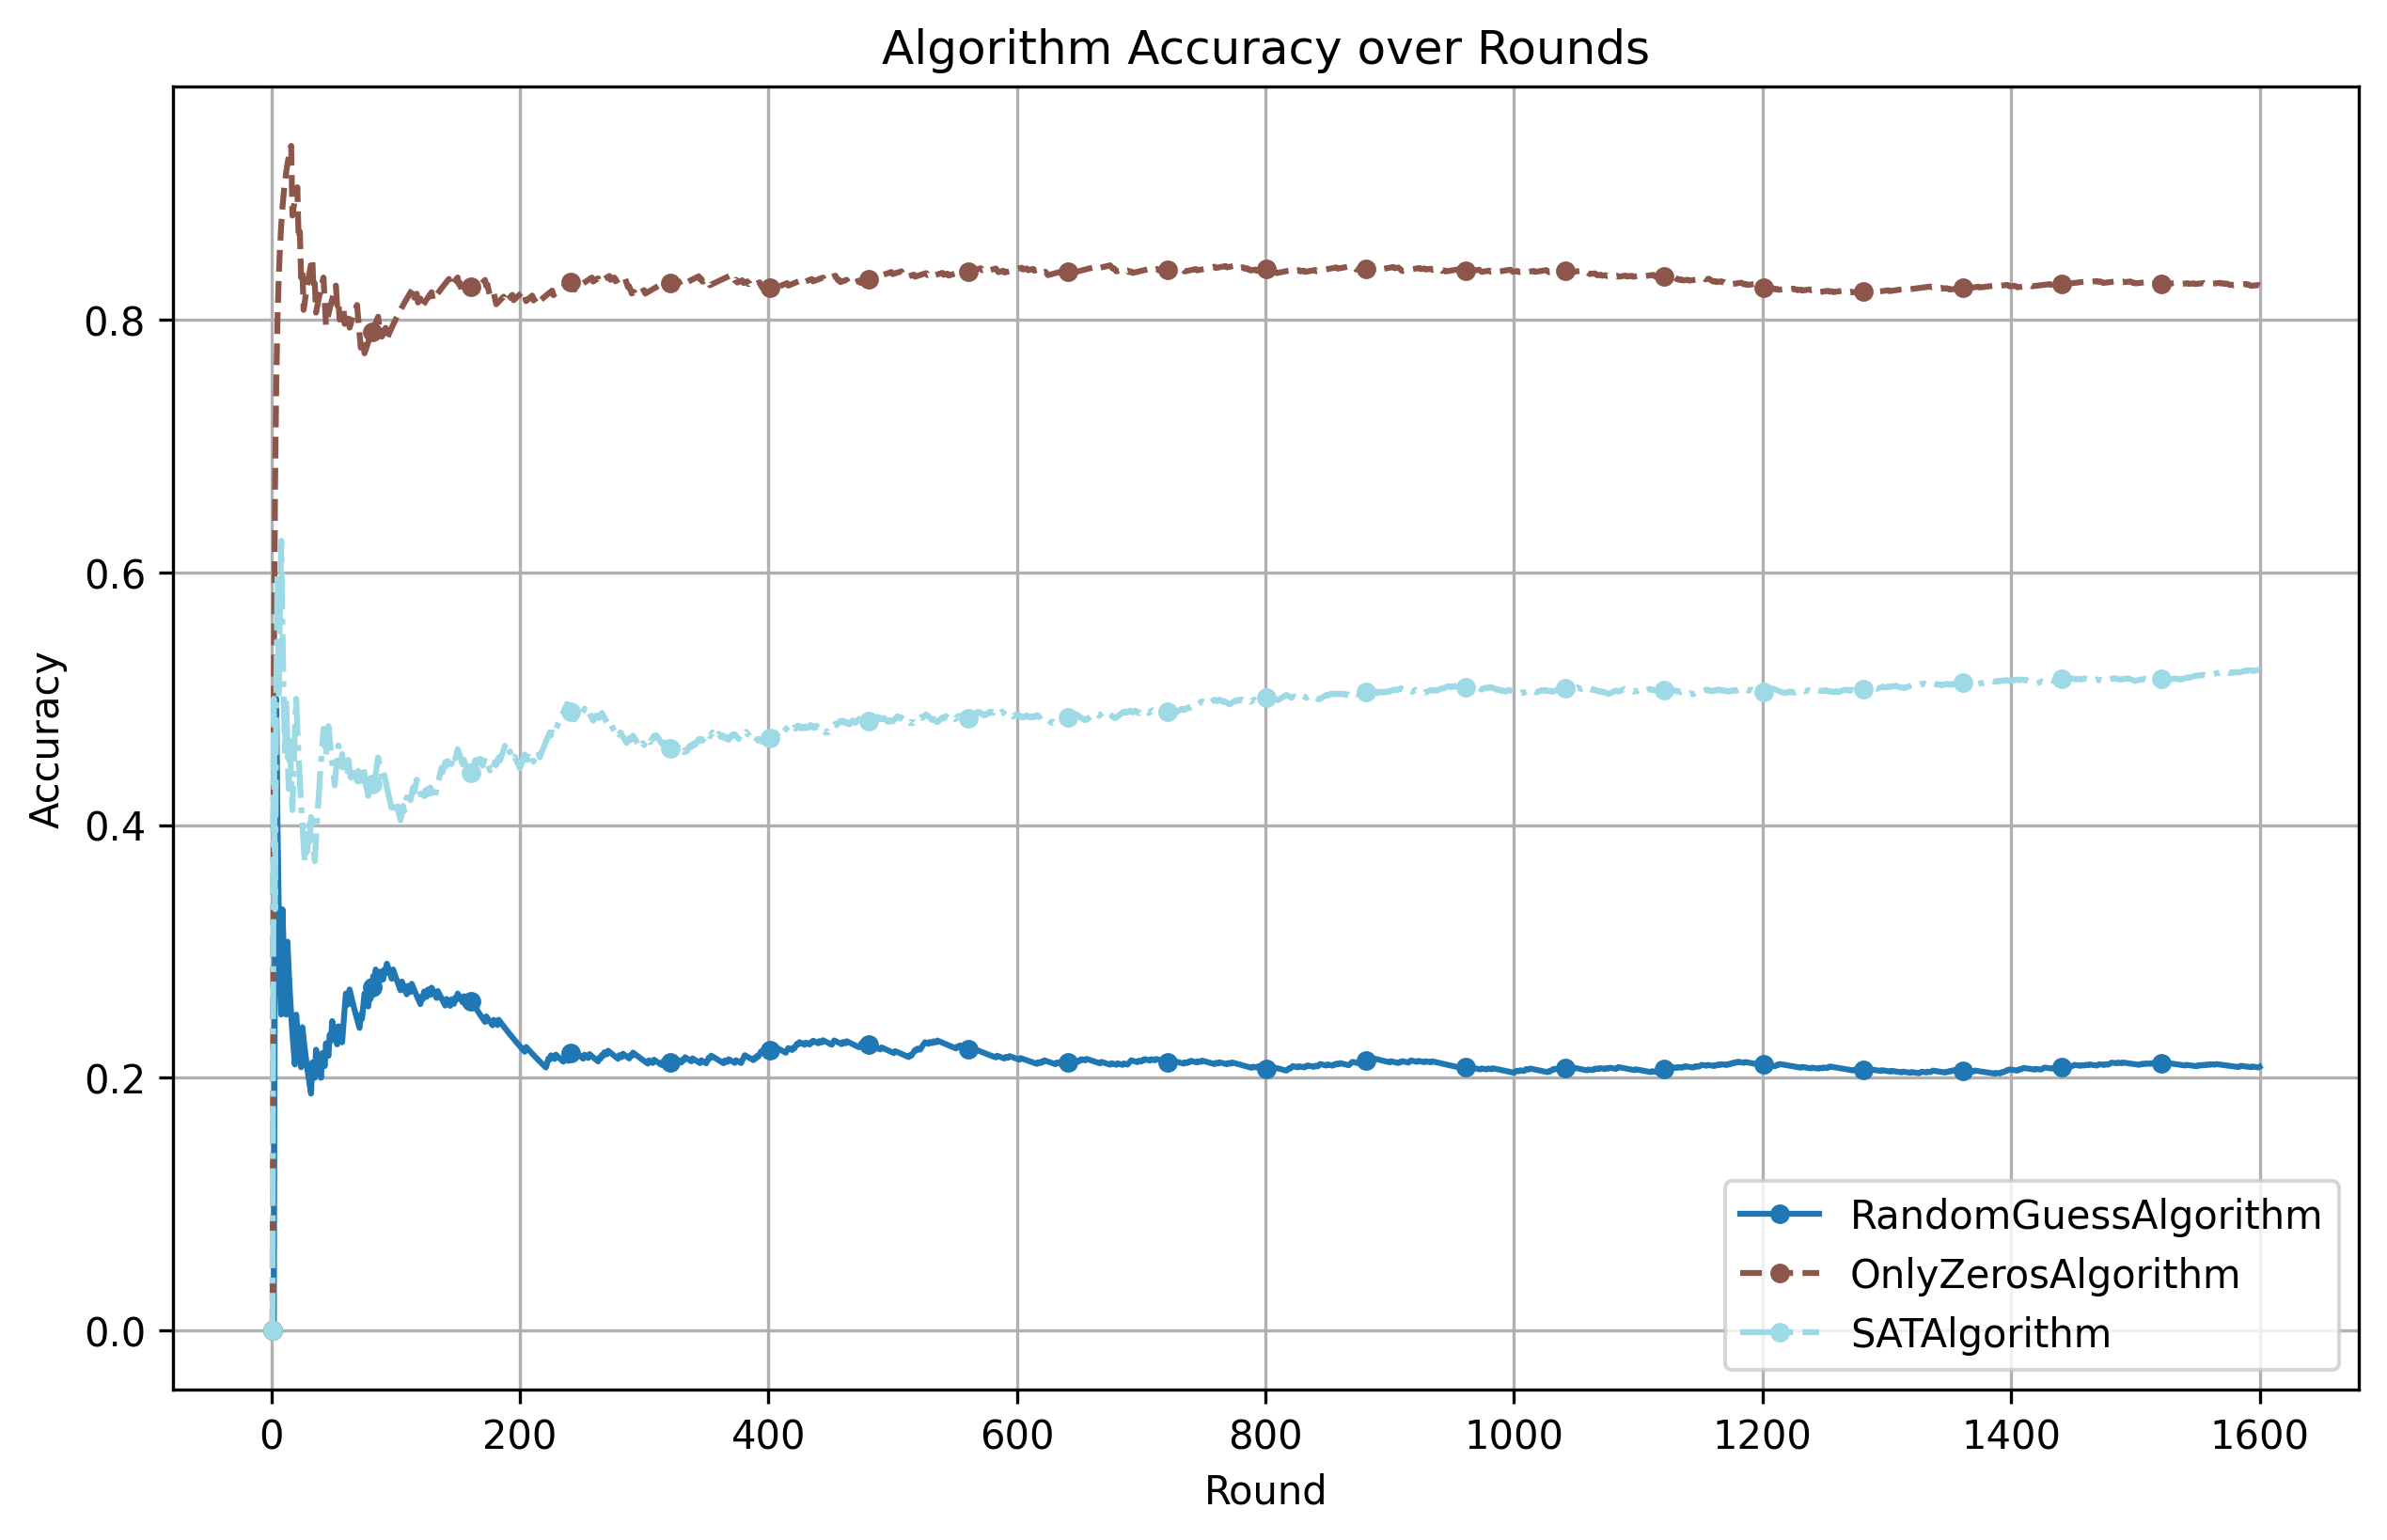 Algorithm Accuracy over Rounds
Accuracy
0.8
0.6
0.4
0.2
0.0
0 200 400 600 800 1000 1200 1400 1600
Round
RandomGuessAlgorithm
OnlyZerosAlgorithm
SATAlgorithm